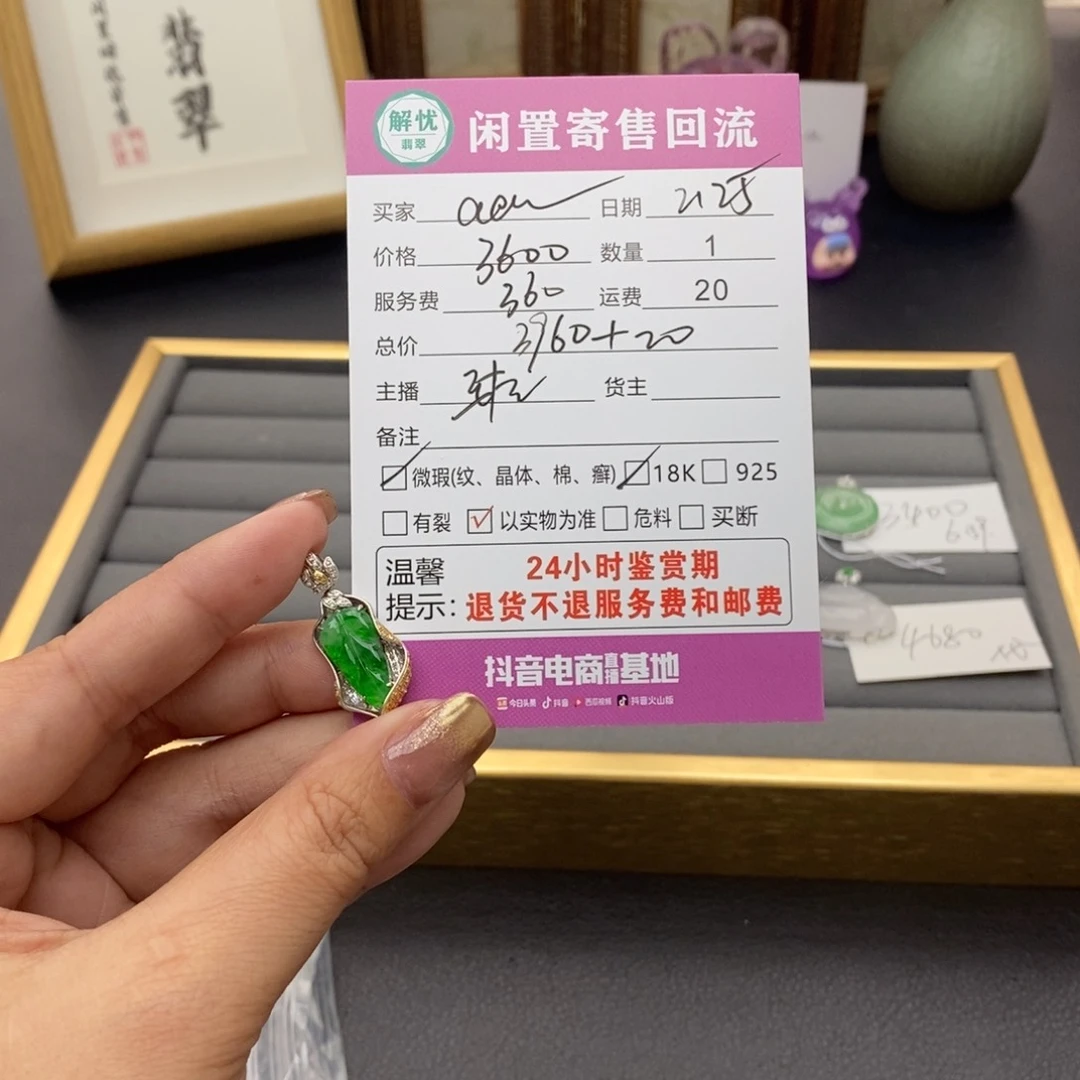 翡翠
解忧
翡翠
闲置寄售回流
买家 日期 2125
价格 3600 数量 1
服务费 360 运费 20
总价 3960+20
主播 货主
备注
微瑕(纹、晶体、棉、癣) 18K 925
有裂 以实物为准 危料 买断
温馨提示: 24小时鉴赏期
退货不退服务费和邮费
抖音电商直播基地
今日头条 抖音 西瓜视频 抖音火山版
4680